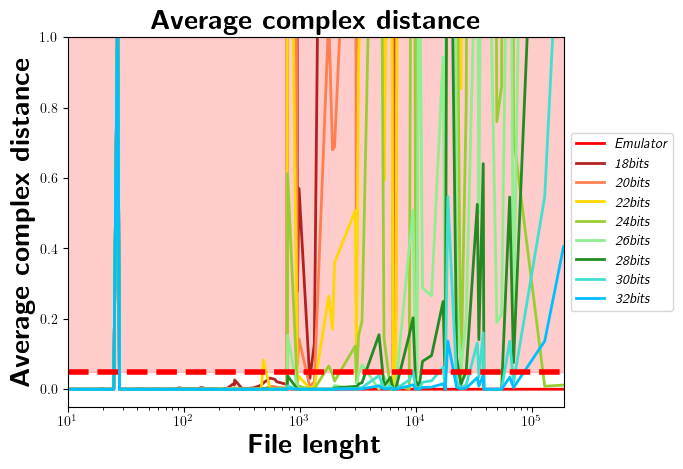 Average complex distance
Average complex distance
1.0
0.8
0.6
0.4
0.2
0.0
10^1
10^2
10^3
10^4
10^5
File lenght
Emulator
18bits
20bits
22bits
24bits
26bits
28bits
30bits
32bits